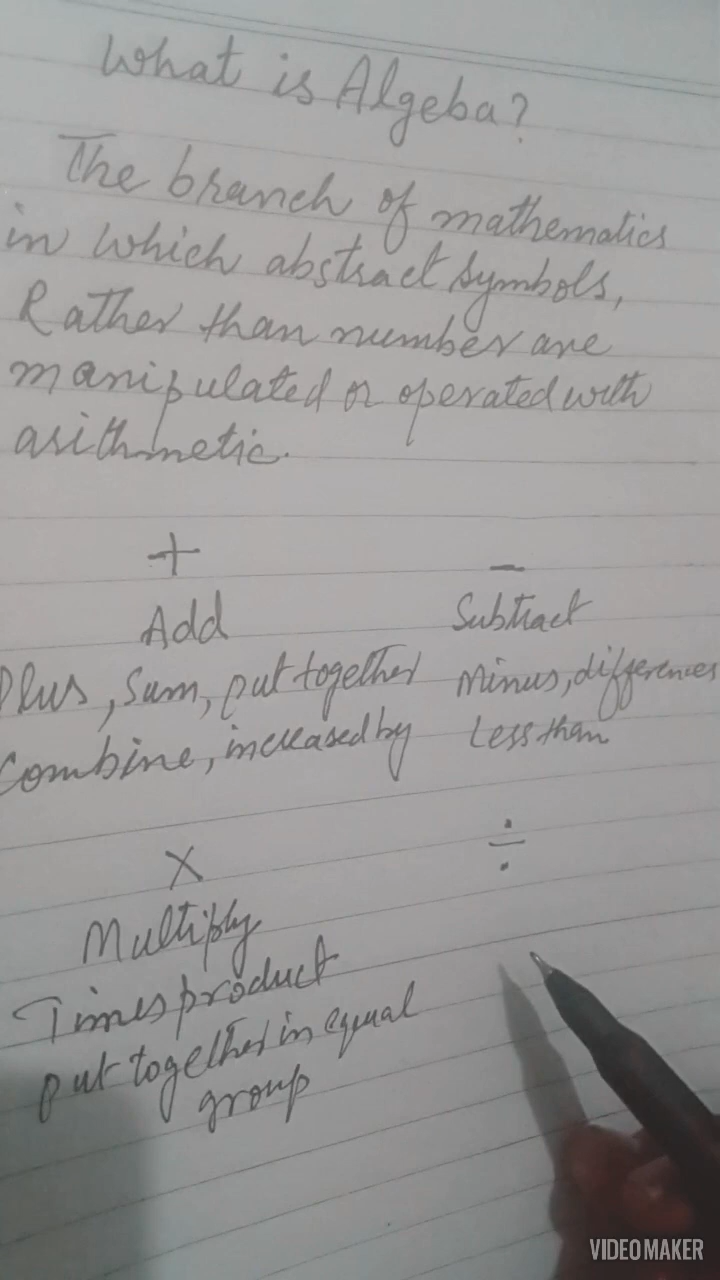 What is Algeba?
The branch of mathematics
in which abstract symbols,
Rather than number are
manipulated or operated with
arithmetic.
+ −
Add Subtract
Plus, Sum, put together Minus, differences
Combine, increased by Less than
× ÷
Multiply
Times product
put together in equal
group
VIDEO MAKER